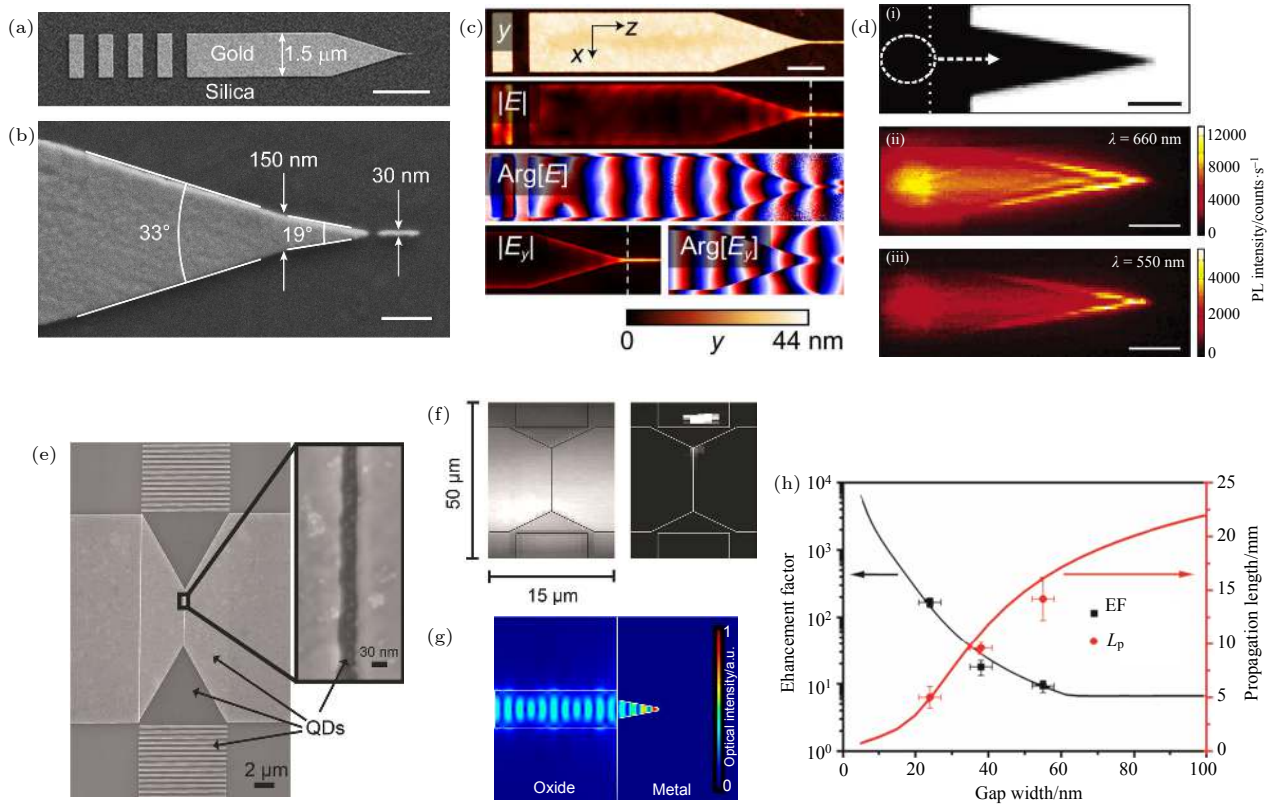 (a)
Gold
1.5 μm
Silica
(b)
150 nm
30 nm
33°
19°
(c)
y
z
x
|E|
Arg[E]
|E_y|
Arg[E_y]
0
y
44 nm
(d)
(i)
(ii)
λ = 660 nm
12000
8000
4000
0
(iii)
λ = 550 nm
4000
2000
0
PL intensity/counts·s⁻¹
(e)
30 nm
QDs
2 μm
(f)
50 μm
15 μm
(g)
1
Optical intensity/a.u.
0
Oxide
Metal
(h)
10⁴
10³
10²
10¹
10⁰
Ehancement factor
EF
L_p
25
20
15
10
5
0
Propagation length/mm
0
20
40
60
80
100
Gap width/nm